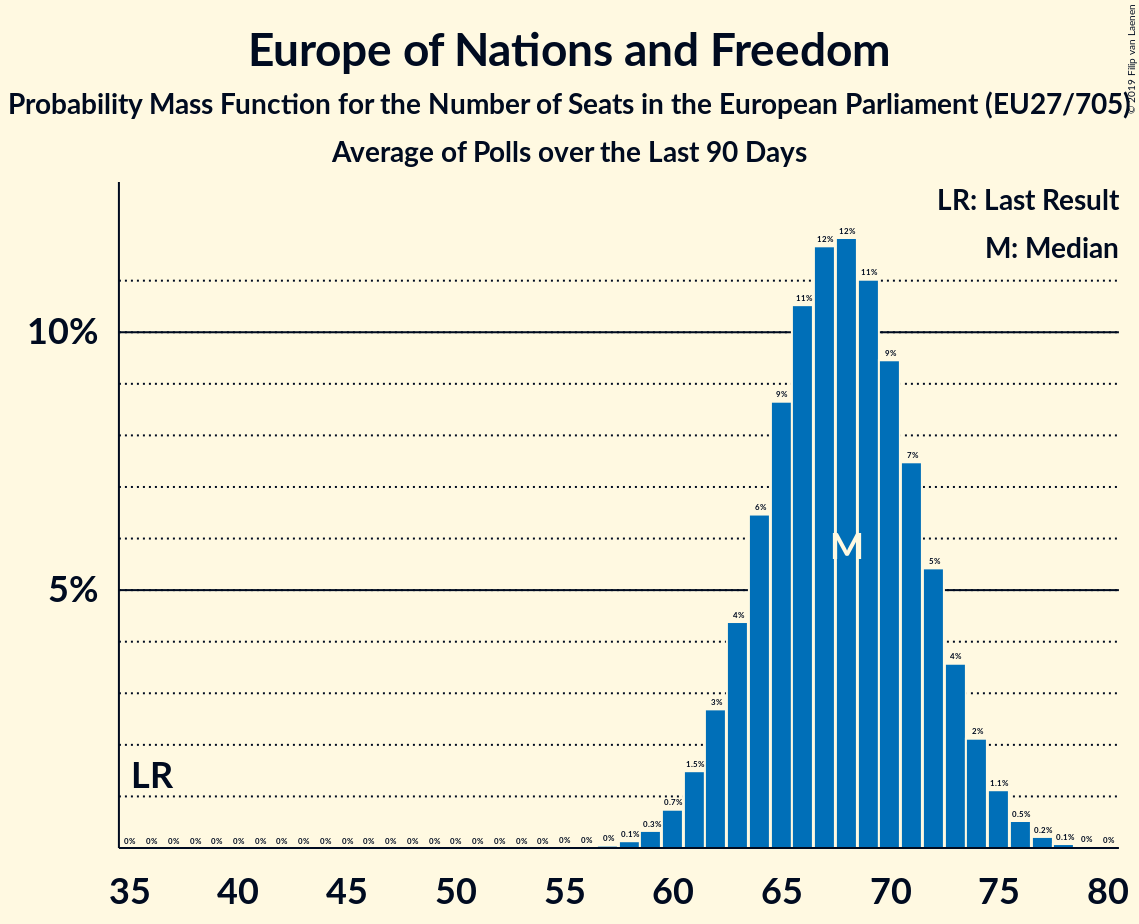 Europe of Nations and Freedom
Probability Mass Function for the Number of Seats in the European Parliament (EU27/705)
Average of Polls over the Last 90 Days
© 2019 Filip van Laenen
LR: Last Result
M: Median
10%
5%
LR
M
0% 0% 0% 0% 0% 0% 0% 0% 0% 0% 0% 0% 0% 0% 0% 0% 0% 0% 0% 0% 0% 0% 0% 0.1% 0.3% 0.7% 1.5% 3% 4% 6% 9% 11% 12% 12% 11% 9% 7% 5% 4% 2% 1.1% 0.5% 0.2% 0.1% 0% 0%
35 40 45 50 55 60 65 70 75 80